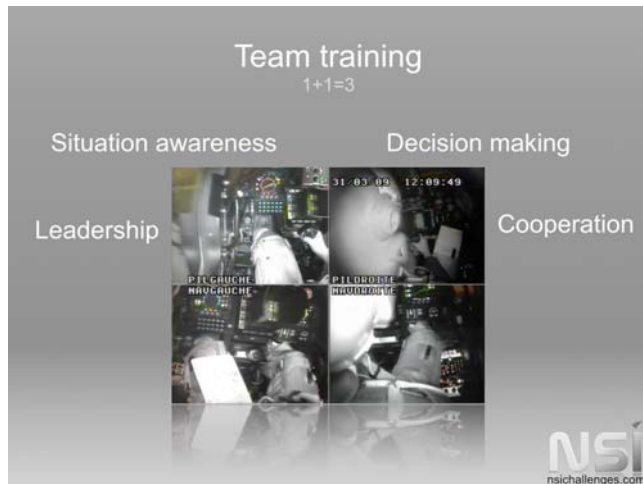 Team training
1+1=3
Situation awareness
Decision making
Leadership
Cooperation
31/03 09 12:09:49
PILGAUCHE
PILDROITE
NAVGAUCHE
NAVDROITE
NSi
nsichallenges.com